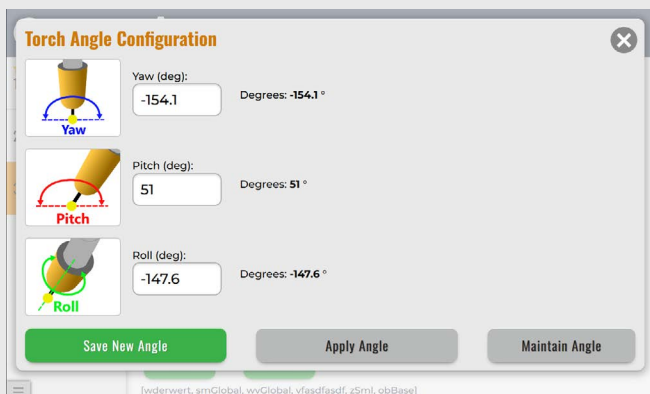 Torch Angle Configuration
Yaw (deg):
-154.1
Degrees: -154.1 °
Yaw
Pitch (deg):
51
Degrees: 51 °
Pitch
Roll (deg):
-147.6
Degrees: -147.6 °
Roll
Save New Angle
Apply Angle
Maintain Angle
[wderwert, smGlobal, wvGlobal, vfasdfasdf, zSml, obBase]